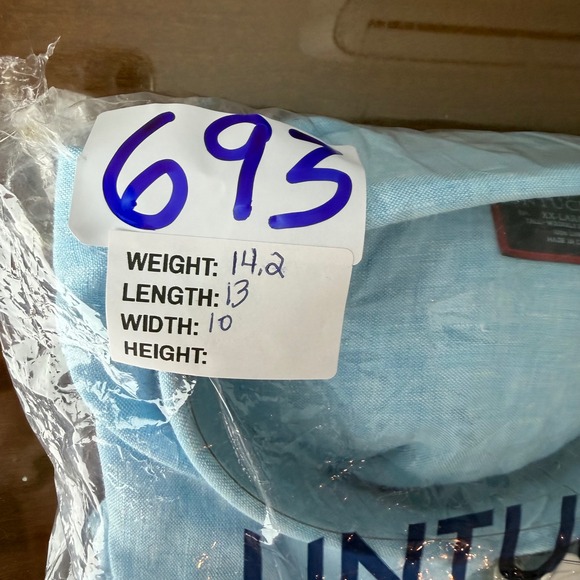 693
WEIGHT: 14.2
LENGTH: 13
WIDTH: 10
HEIGHT:
UNTU